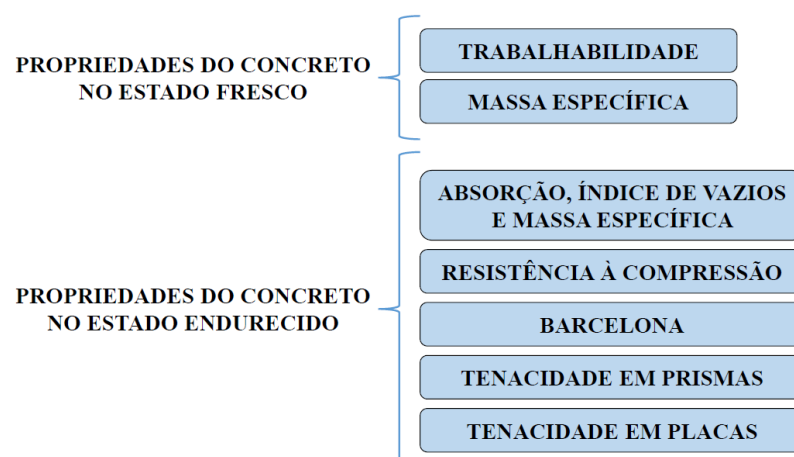 PROPRIEDADES DO CONCRETO
NO ESTADO FRESCO
TRABALHABILIDADE
MASSA ESPECÍFICA
PROPRIEDADES DO CONCRETO
NO ESTADO ENDURECIDO
ABSORÇÃO, ÍNDICE DE VAZIOS
E MASSA ESPECÍFICA
RESISTÊNCIA À COMPRESSÃO
BARCELONA
TENACIDADE EM PRISMAS
TENACIDADE EM PLACAS